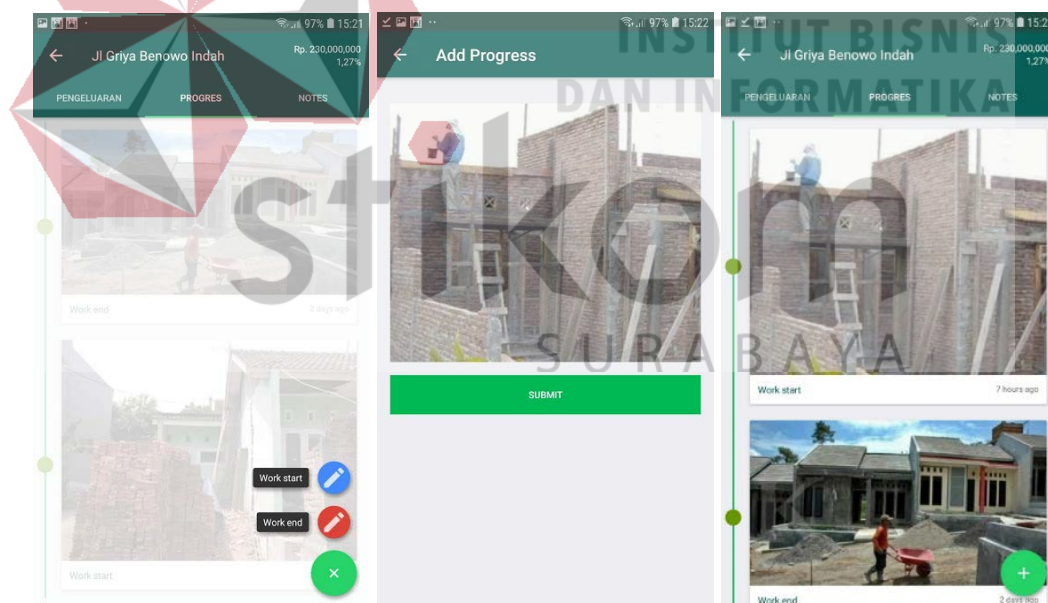 97% 15:21
Jl Griya Benowo Indah
Rp. 230,000,000
1,27%
PENGELUARAN PROGRES NOTES
Work end 2 days ago
Work start
Work end
Work start
97% 15:22
Add Progress
SUBMIT
97% 15:2
Jl Griya Benowo Indah
Rp. 230,000,000
1,27%
PENGELUARAN PROGRES NOTES
Work start 7 hours ago
Work end 2 days ago
INSTITUT BISNIS
DAN INFORMATIKA
stikom
SURABAYA